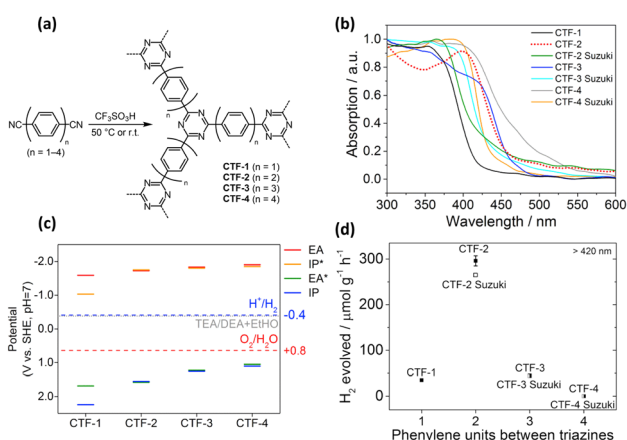 (a)
N N
N
NC CN
n
(n = 1–4)
CF₃SO₃H
50 °C or r.t.
n
n
n
CTF-1 (n = 1)
CTF-2 (n = 2)
CTF-3 (n = 3)
CTF-4 (n = 4)
(b)
Absorption / a.u.
1.0
0.8
0.6
0.4
0.2
0.0
300 350 400 450 500 550 600
Wavelength / nm
CTF-1
CTF-2
CTF-2 Suzuki
CTF-3
CTF-3 Suzuki
CTF-4
CTF-4 Suzuki
(c)
Potential
(V vs. SHE, pH=7)
-2.0
-1.0
0.0
1.0
2.0
EA
IP*
EA*
IP
H⁺/H₂
-0.4
TEA/DEA+EtHO
O₂/H₂O
+0.8
CTF-1 CTF-2 CTF-3 CTF-4
(d)
> 420 nm
H₂ evolved / μmol g⁻¹ h⁻¹
300
200
100
50
0
CTF-2
CTF-2 Suzuki
CTF-1
CTF-3
CTF-3 Suzuki
CTF-4
CTF-4 Suzuki
1 2 3 4
Phenylene units between triazines